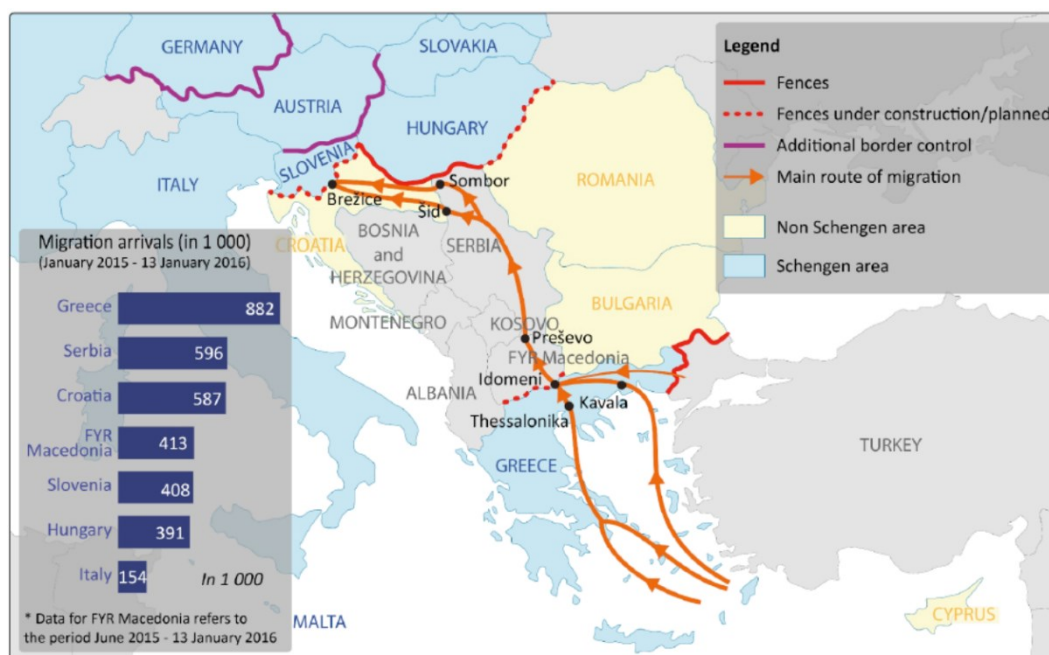 GERMANY
SLOVAKIA
AUSTRIA
HUNGARY
SLOVENIA
ITALY
Brežice
Sombor
Šid
ROMANIA
CROATIA
BOSNIA
and
HERZEGOVINA
SERBIA
MONTENEGRO
KOSOVO
BULGARIA
Preševo
FYR Macedonia
ALBANIA
Idomeni
Kavala
Thessalonika
GREECE
TURKEY
MALTA
CYPRUS
Legend
Fences
Fences under construction/planned
Additional border control
Main route of migration
Non Schengen area
Schengen area
Migration arrivals (in 1 000)
(January 2015 - 13 January 2016)
Greece 882
Serbia 596
Croatia 587
FYR
Macedonia 413
Slovenia 408
Hungary 391
Italy 154
In 1 000
* Data for FYR Macedonia refers to
the period June 2015 - 13 January 2016